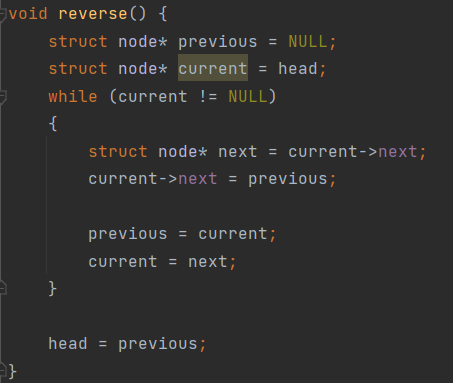 void reverse() {
    struct node* previous = NULL;
    struct node* current = head;
    while (current != NULL)
    {
        struct node* next = current->next;
        current->next = previous;

        previous = current;
        current = next;
    }

    head = previous;
}